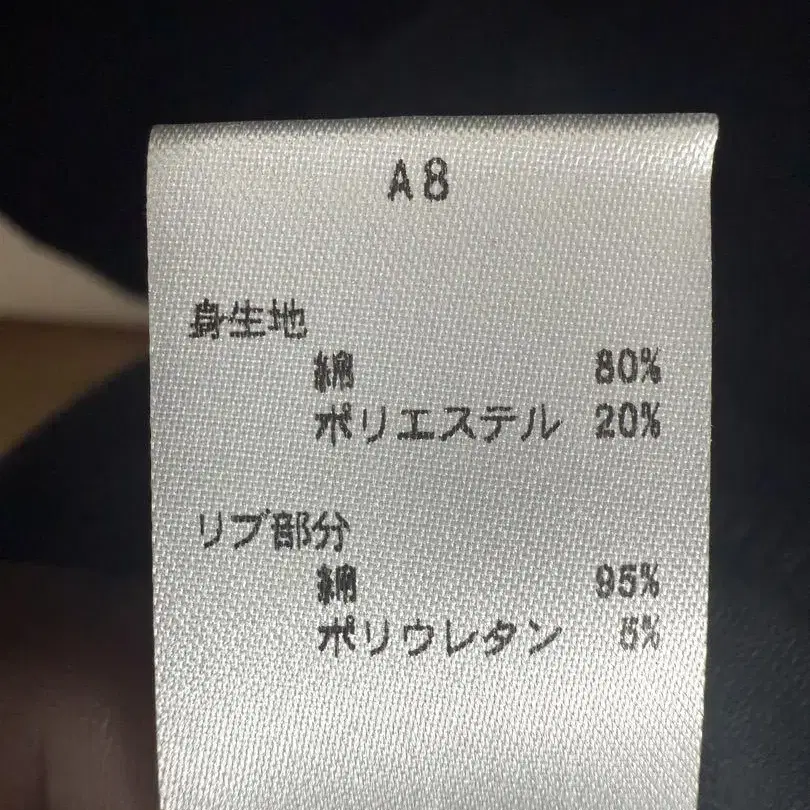 A8
身生地
綿 80%
ポリエステル 20%
リブ部分
綿 95%
ポリウレタン 5%